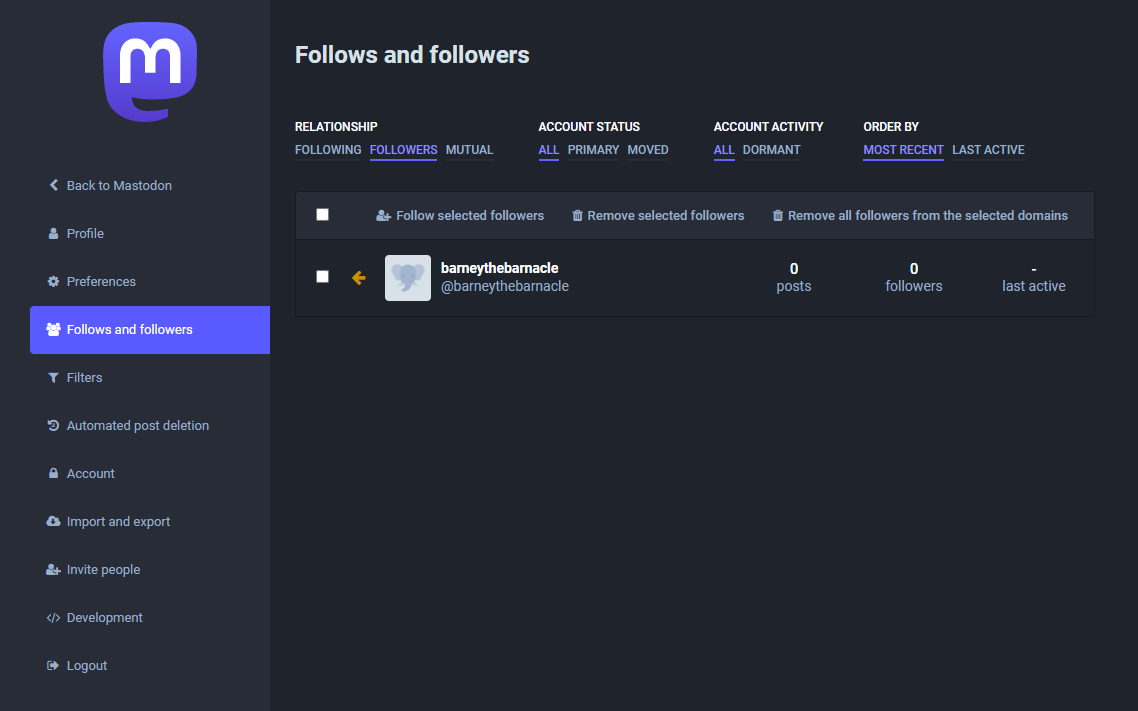 Back to Mastodon
Profile
Preferences
Follows and followers
Filters
Automated post deletion
Account
Import and export
Invite people
Development
Logout
Follows and followers
RELATIONSHIP
FOLLOWING FOLLOWERS MUTUAL
ACCOUNT STATUS
ALL PRIMARY MOVED
ACCOUNT ACTIVITY
ALL DORMANT
ORDER BY
MOST RECENT LAST ACTIVE
Follow selected followers Remove selected followers Remove all followers from the selected domains
barneythebarnacle
@barneythebarnacle
0
posts
0
followers
-
last active